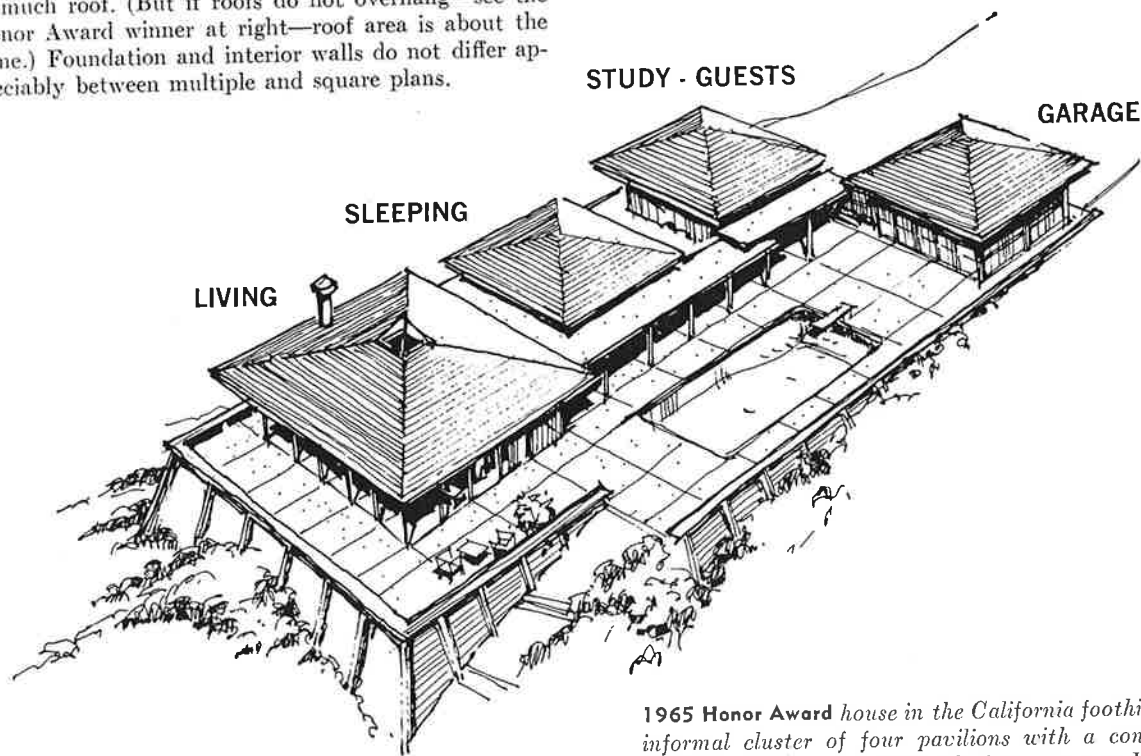 much roof. (But if roofs do not overhang—see the
nor Award winner at right—roof area is about the
ne.) Foundation and interior walls do not differ ap-
eciably between multiple and square plans.
STUDY - GUESTS
GARAGE
SLEEPING
LIVING
1965 Honor Award house in the California foothi
informal cluster of four pavilions with a con